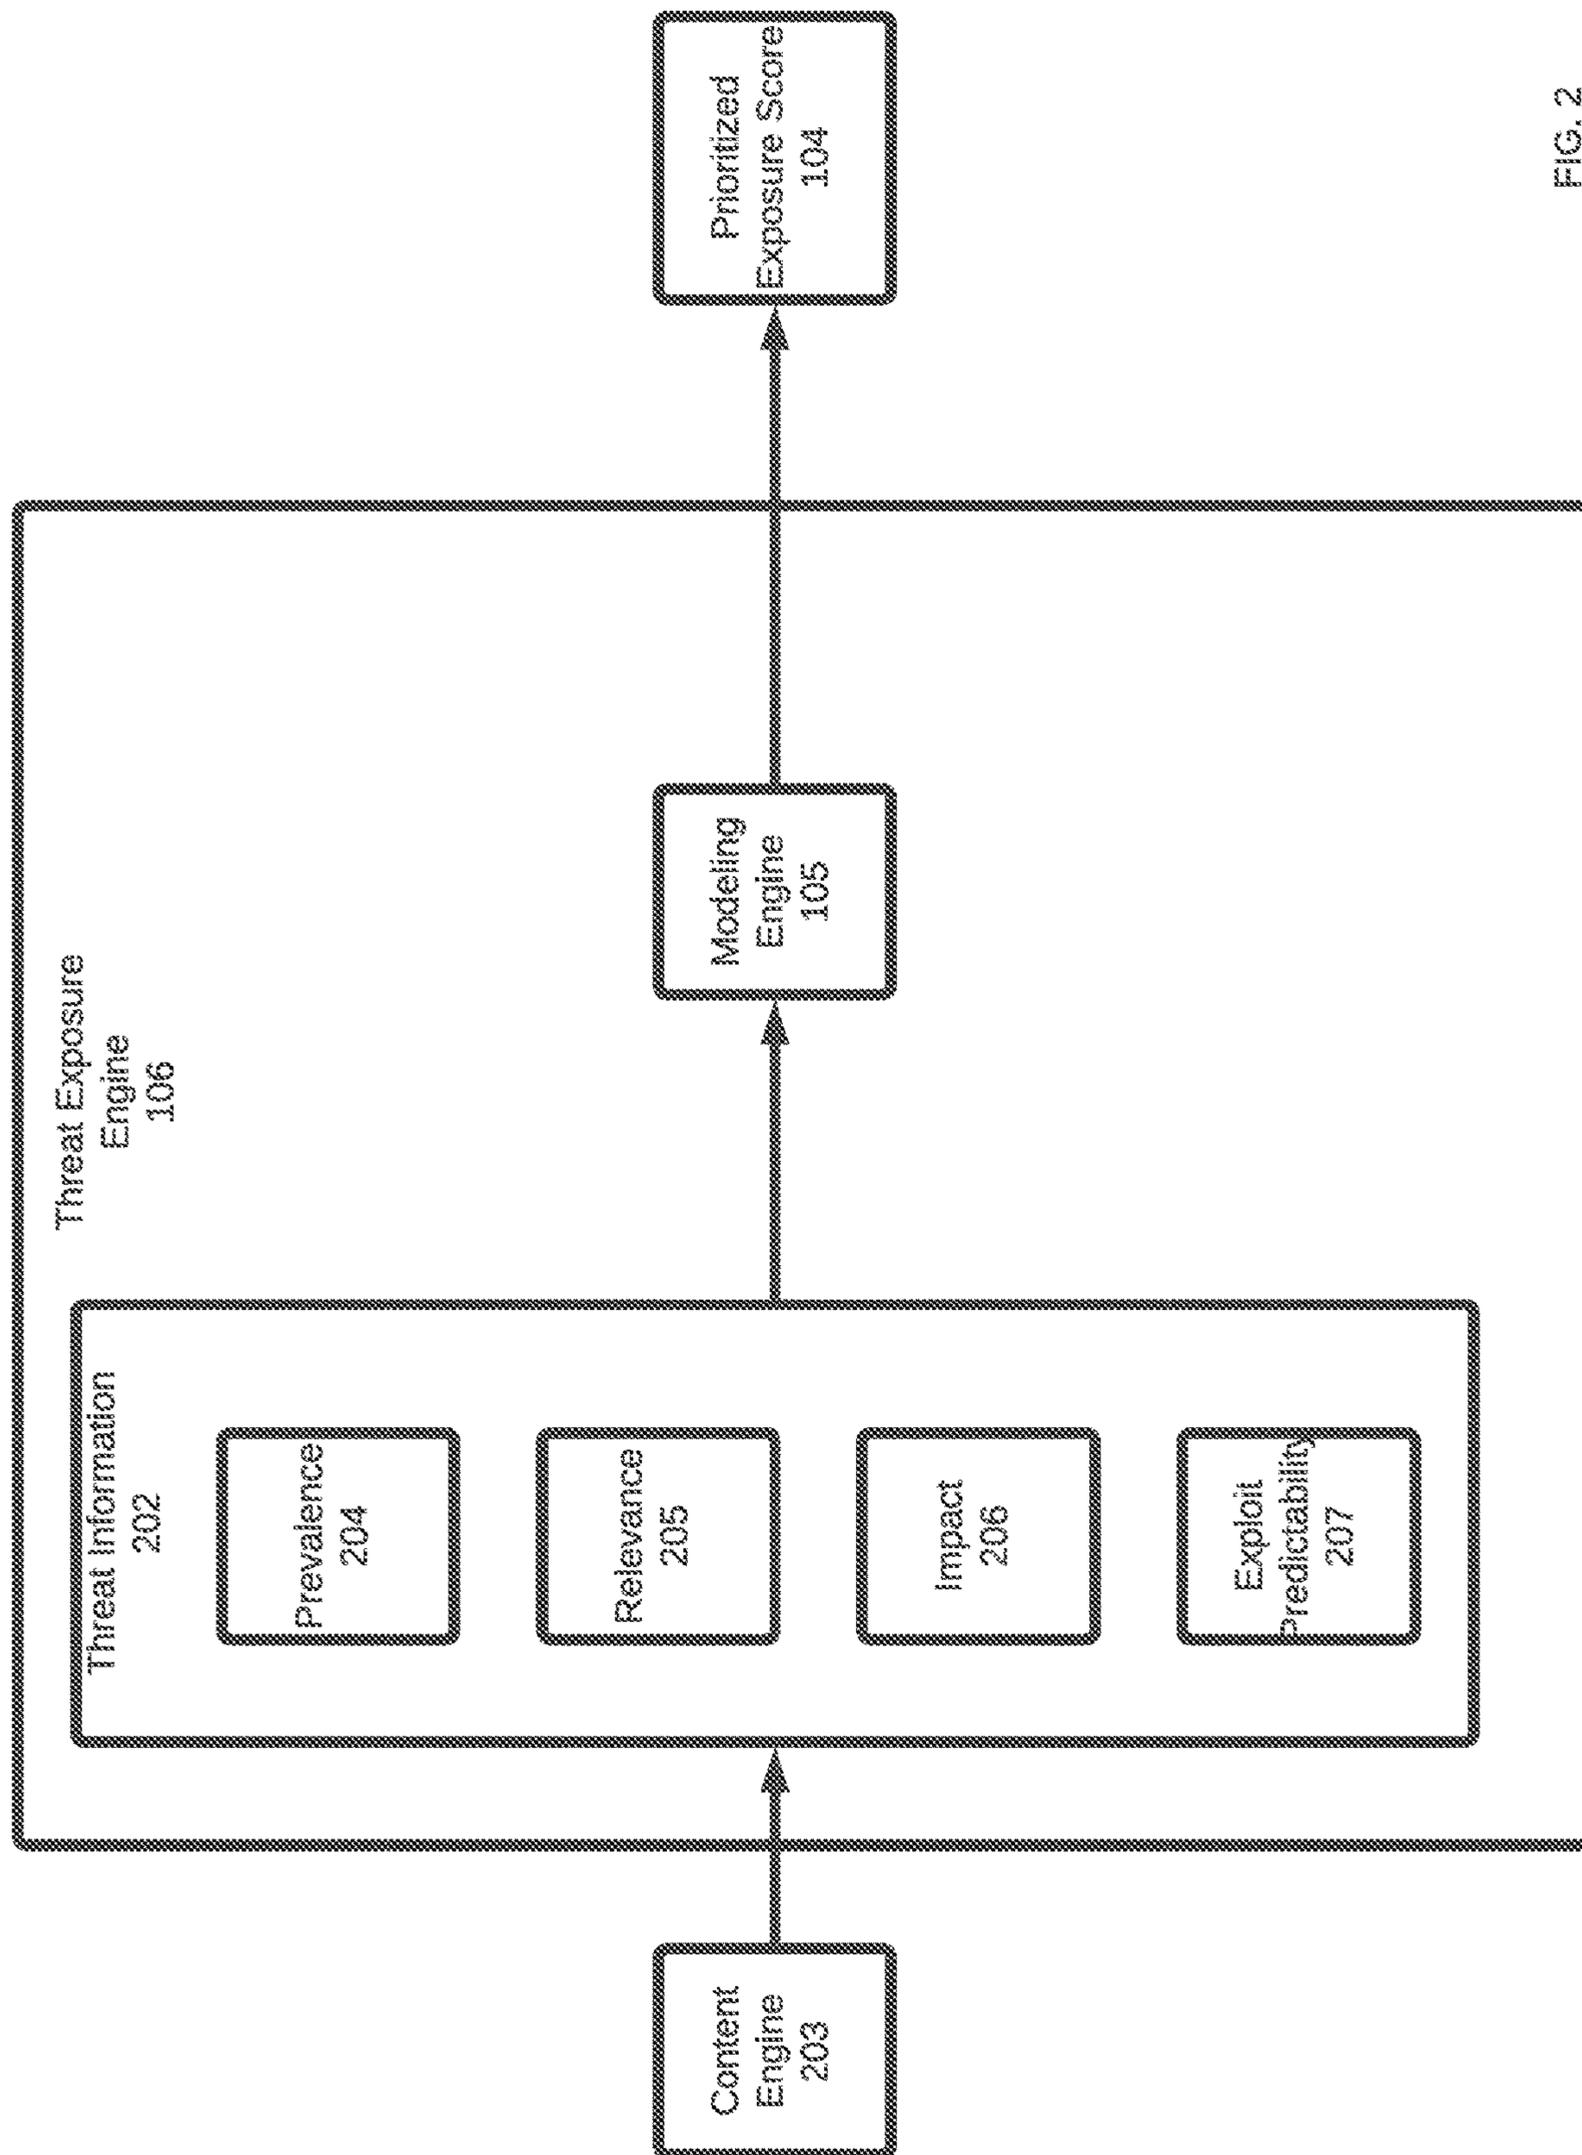 Threat Exposure
Engine
106
Threat Information
202
Prevalence
204
Relevance
205
Impact
206
Exploit
Predictability
207
Content
Engine
203
Modeling
Engine
105
Prioritized
Exposure Score
104
FIG. 2